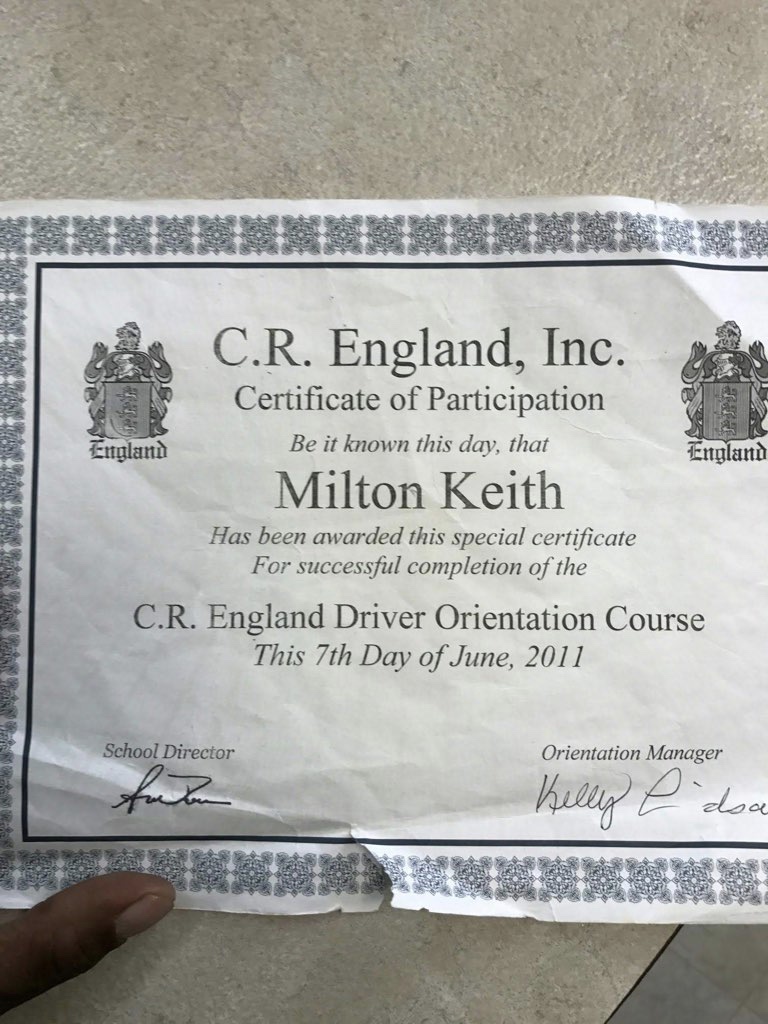 C.R. England, Inc.
Certificate of Participation
England
England
Be it known this day, that
Milton Keith
Has been awarded this special certificate
For successful completion of the
C.R. England Driver Orientation Course
This 7th Day of June, 2011
School Director
Orientation Manager
Kelly